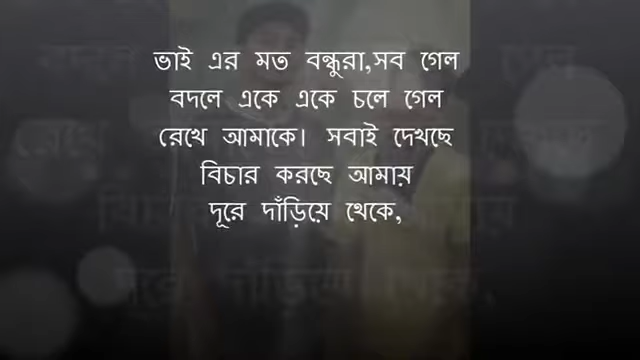 ভাই এর মত বন্ধুরা,সব গেল
বদলে একে একে চলে গেল
রেখে আমাকে। সবাই দেখছে
বিচার করছে আমায়
দূরে দাঁড়িয়ে থেকে,